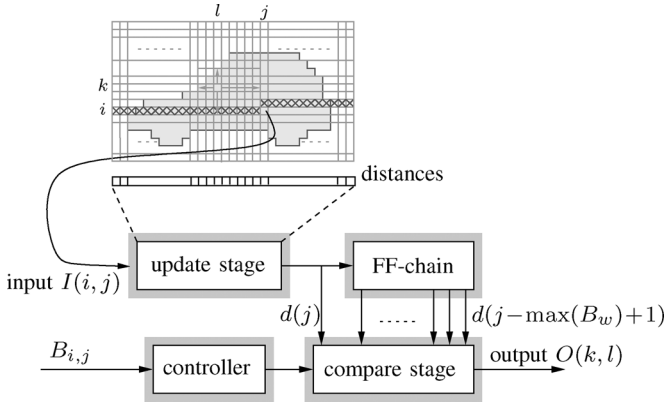 l j
k
i
distances
update stage
FF-chain
input I(i, j)
d(j)
.....
d(j−max(B_w)+1)
B_{i,j}
controller
compare stage
output O(k, l)